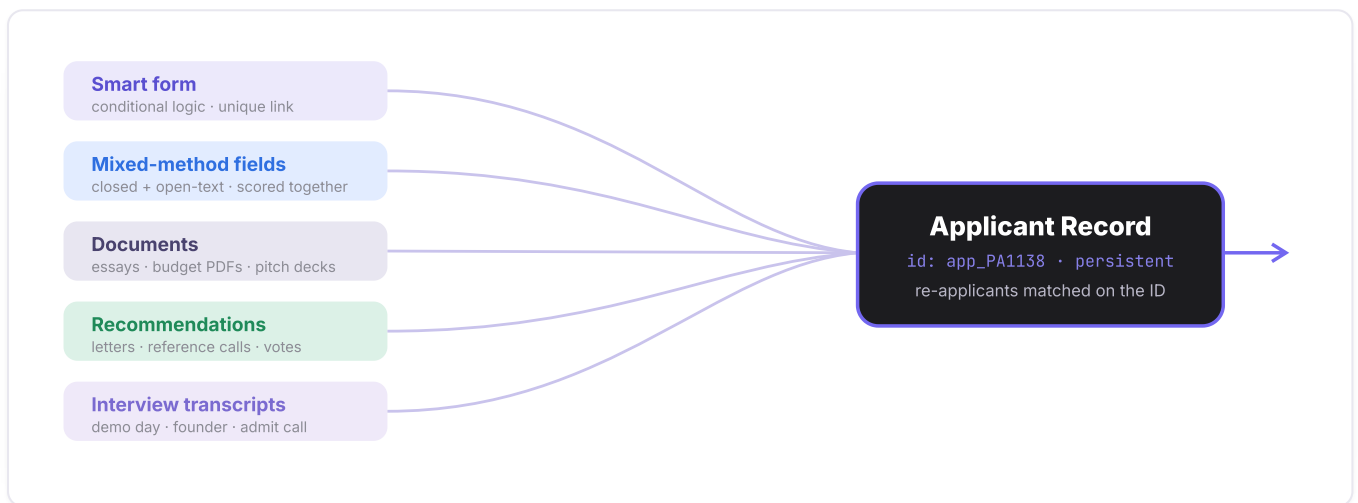 Smart form
conditional logic · unique link
Mixed-method fields
closed + open-text · scored together
Documents
essays · budget PDFs · pitch decks
Recommendations
letters · reference calls · votes
Interview transcripts
demo day · founder · admit call
Applicant Record
id: app_PA1138 · persistent
re-applicants matched on the ID